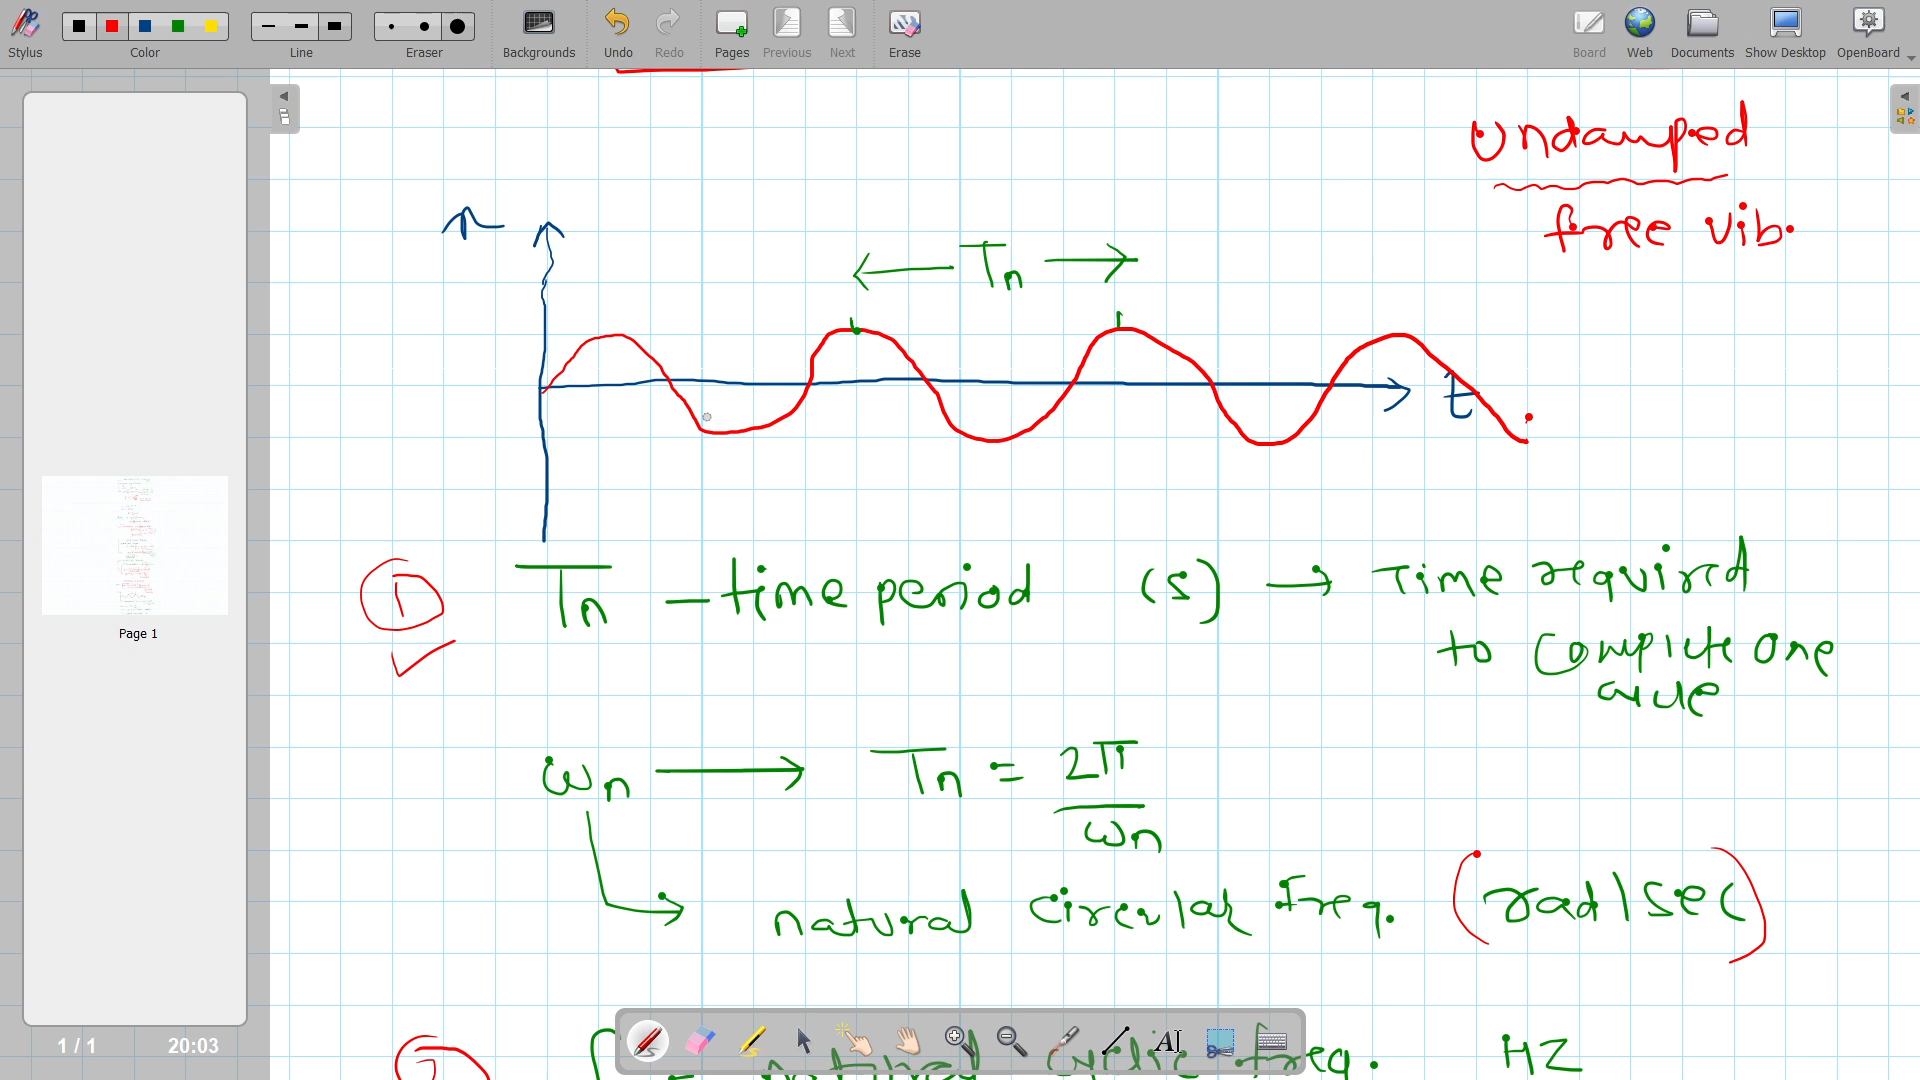 Stylus Color Line Eraser Backgrounds Undo Redo Pages Previous Next Erase Board Web Documents Show Desktop OpenBoard
Undamped
free vib.
Tn
t
1 Tn - time period (s) → Time required
to complete one
cycle
ωn → Tn = 2π
ωn
natural circular freq. (rad/sec)
natural cyclic freq. HZ
Page 1
1 / 1 20:03